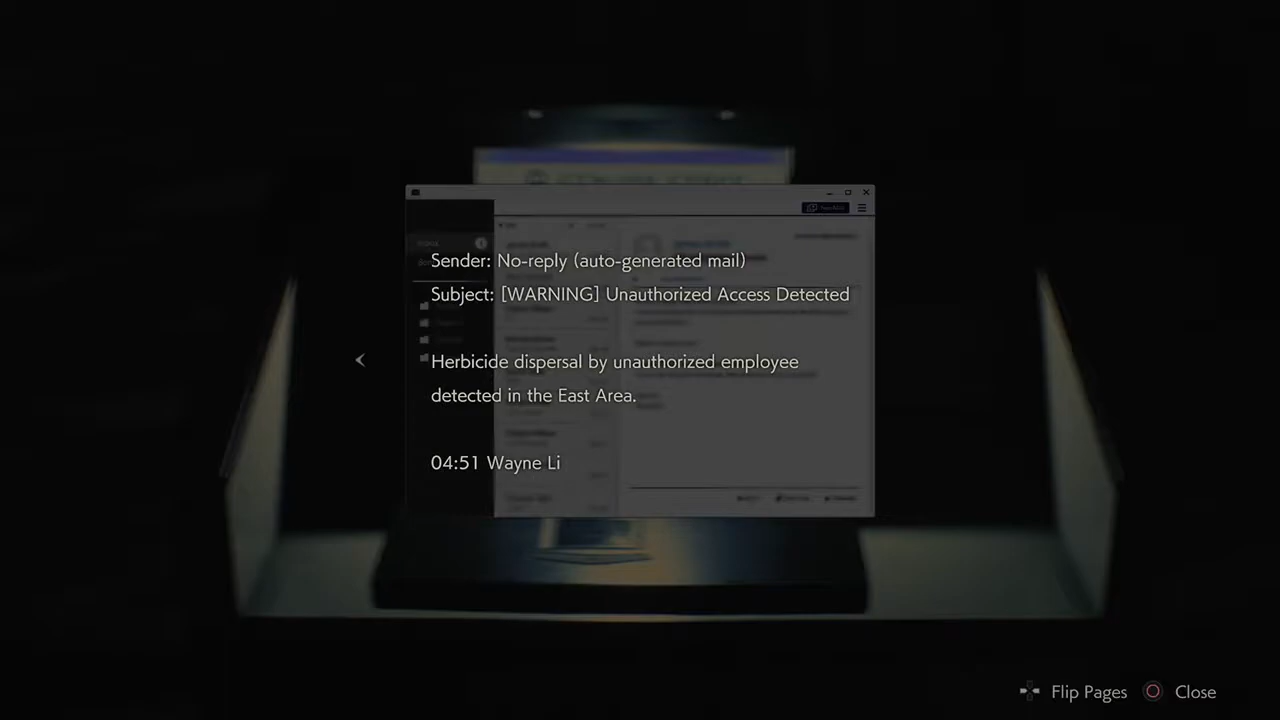 Sender: No-reply (auto-generated mail)
Subject: [WARNING] Unauthorized Access Detected
Herbicide dispersal by unauthorized employee
detected in the East Area.
04:51 Wayne Li
Flip Pages Close